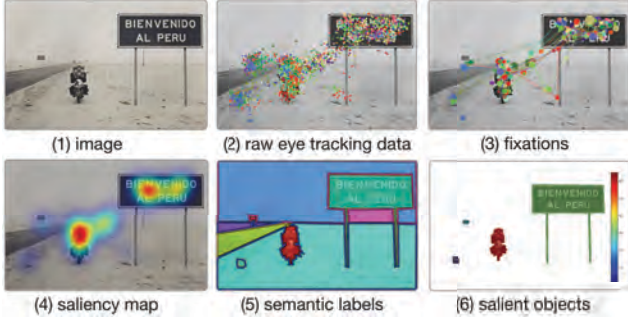 BIENVENIDO
AL PERU
BIENVENIDO
AL PERU
BIENVENIDO
AL PERU
(1) image
(2) raw eye tracking data
(3) fixations
BIENVENIDO
AL PERU
BIENVENIDO
AL PERU
BIENVENIDO
AL PERU
(4) saliency map
(5) semantic labels
(6) salient objects